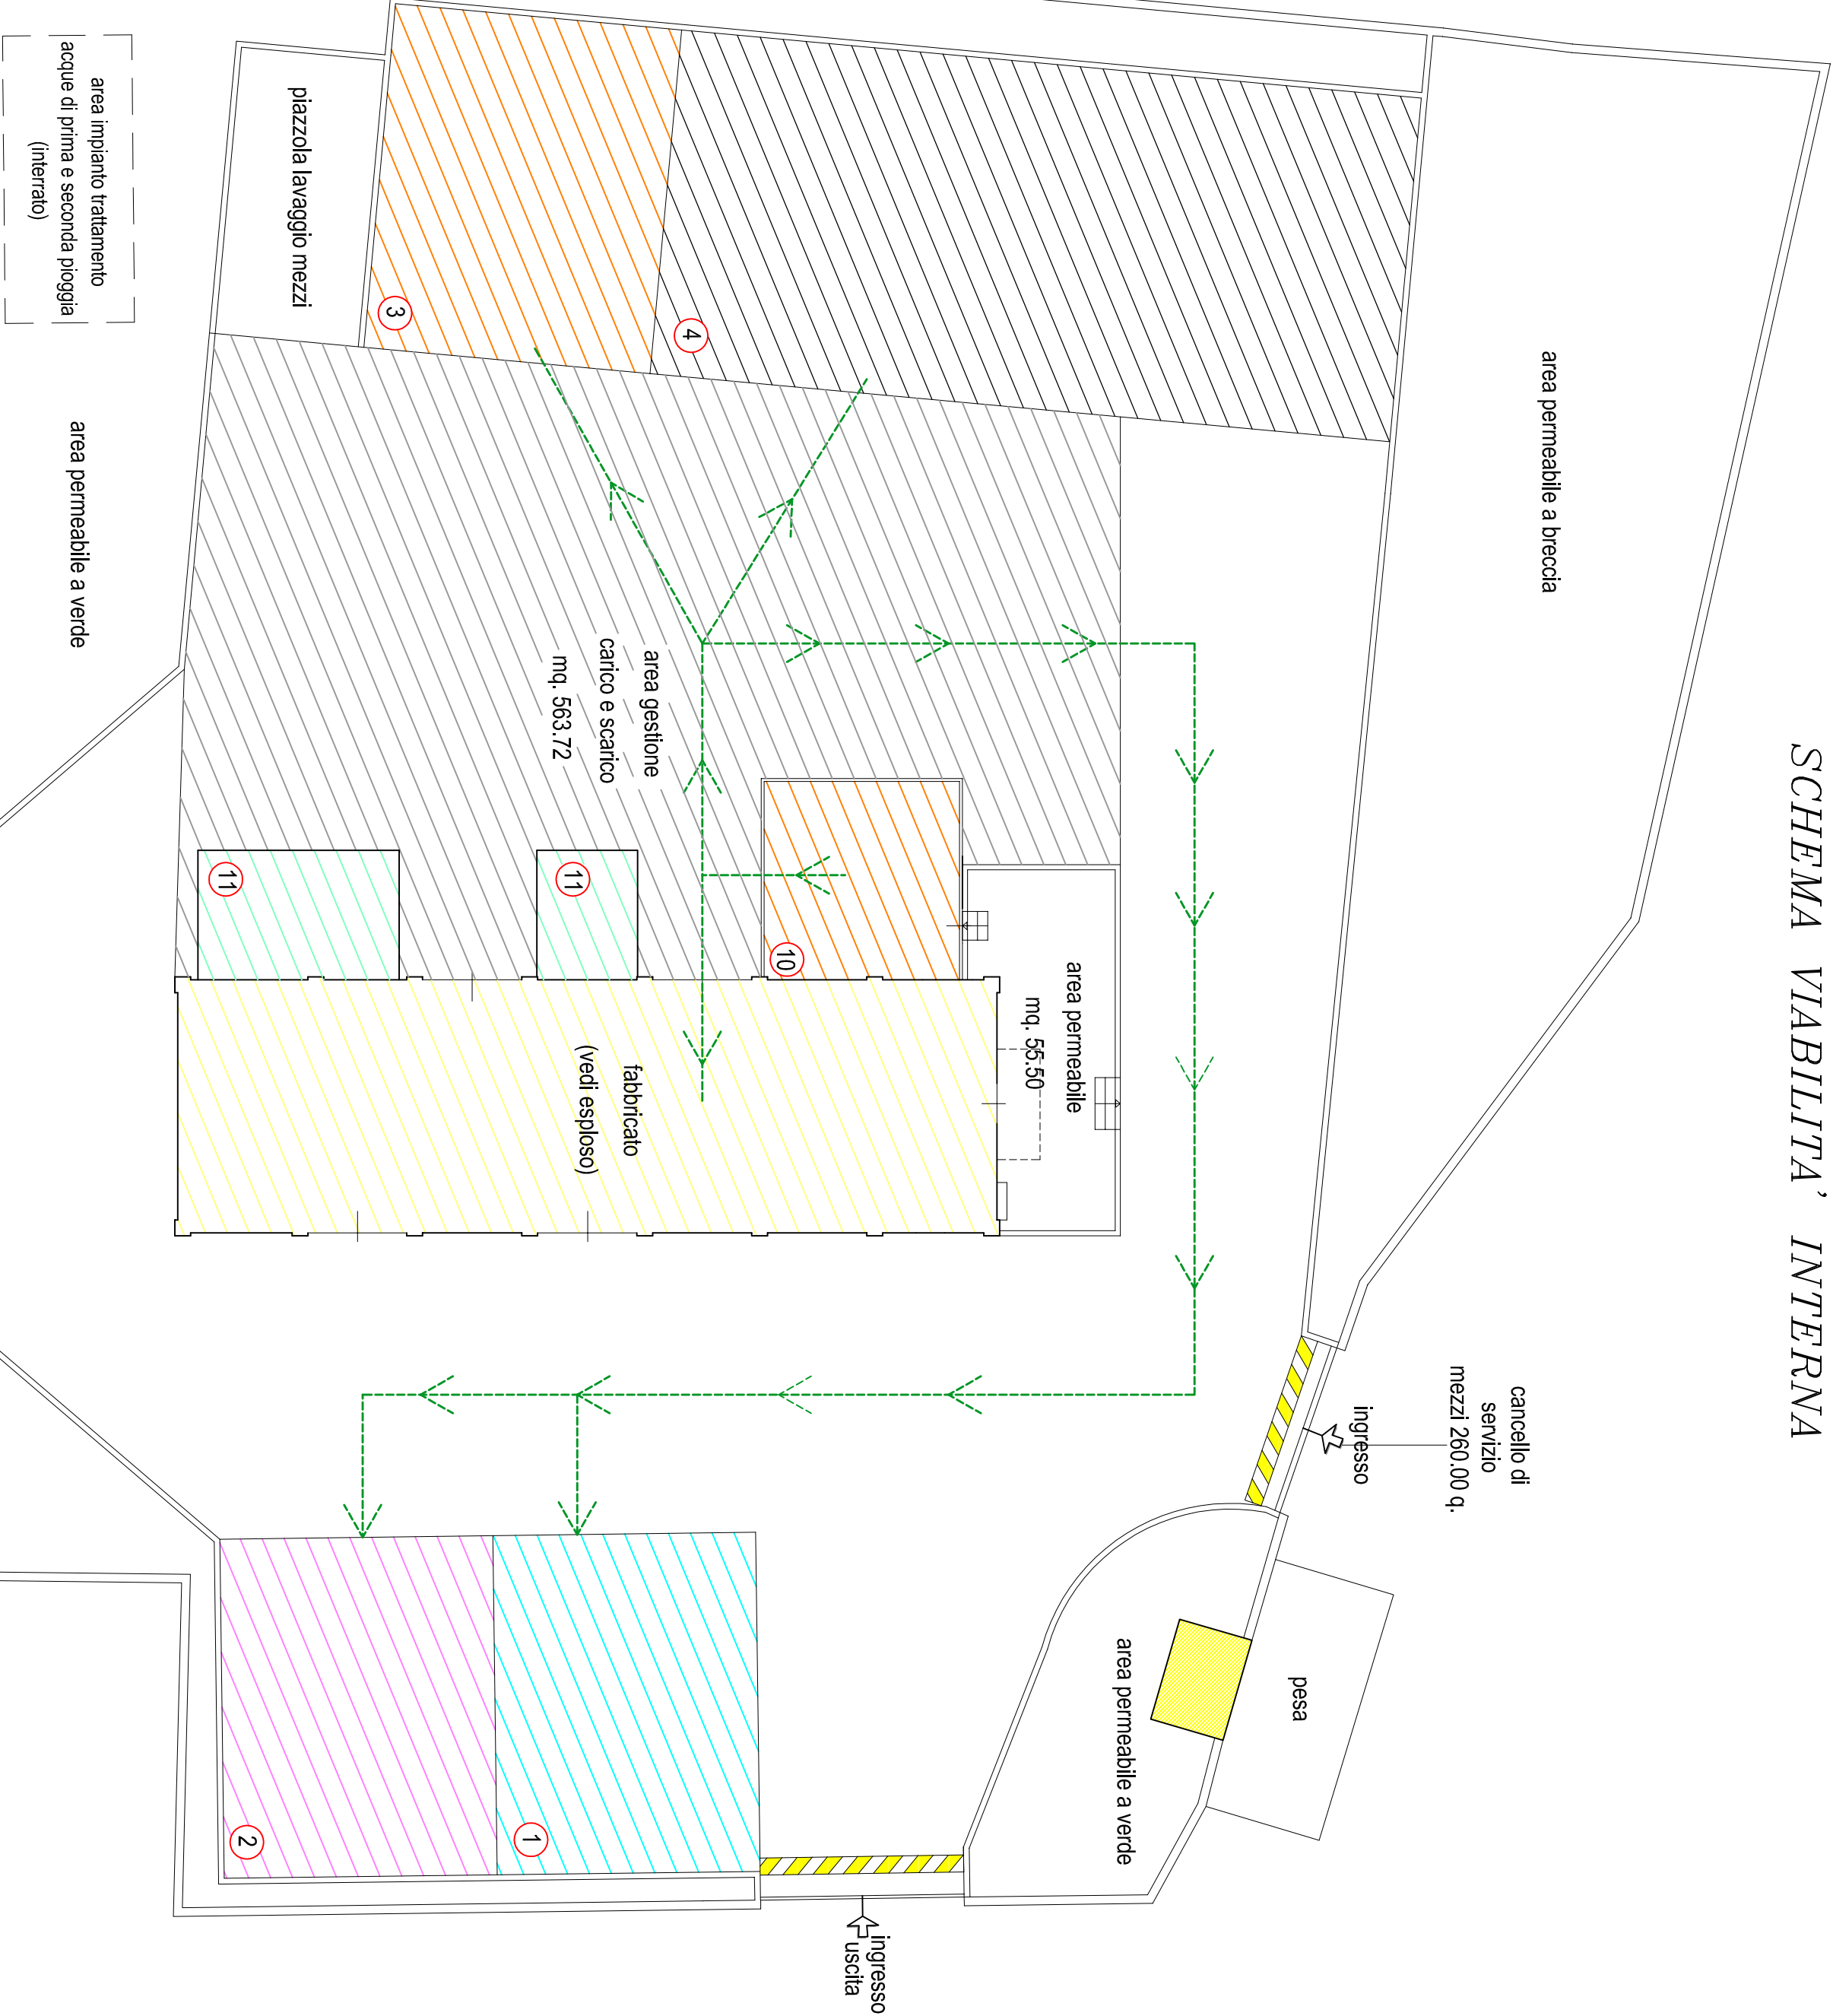 SCHEMA VIABILITA' INTERNA
area permeabile a breccia
cancello di
servizio
mezzi 260.00 q.
ingresso
pesa
area permeabile a verde
ingresso
uscita
area permeabile
mq. 55.50
4
3
piazzola lavaggio mezzi
area impianto trattamento
acque di prima e seconda pioggia
(interrato)
area permeabile a verde
area gestione
carico e scarico
mq. 563.72
10
11
11
fabbricato
(vedi esploso)
1
2